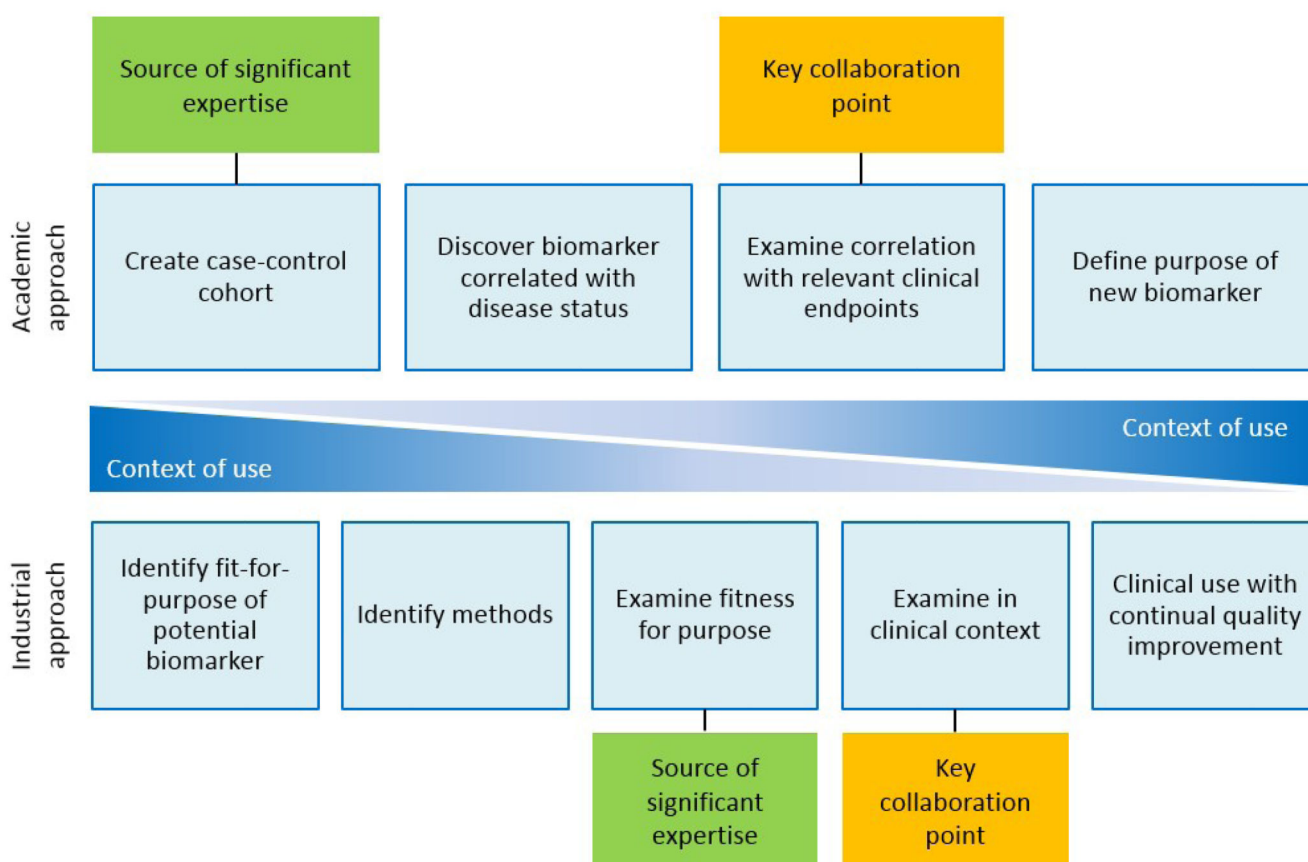 Source of significant
expertise
Key collaboration
point
Academic
approach
Create case-control
cohort
Discover biomarker
correlated with
disease status
Examine correlation
with relevant clinical
endpoints
Define purpose of
new biomarker
Context of use
Context of use
Industrial
approach
Identify fit-for-
purpose of
potential
biomarker
Identify methods
Examine fitness
for purpose
Examine in
clinical context
Clinical use with
continual quality
improvement
Source of
significant
expertise
Key
collaboration
point